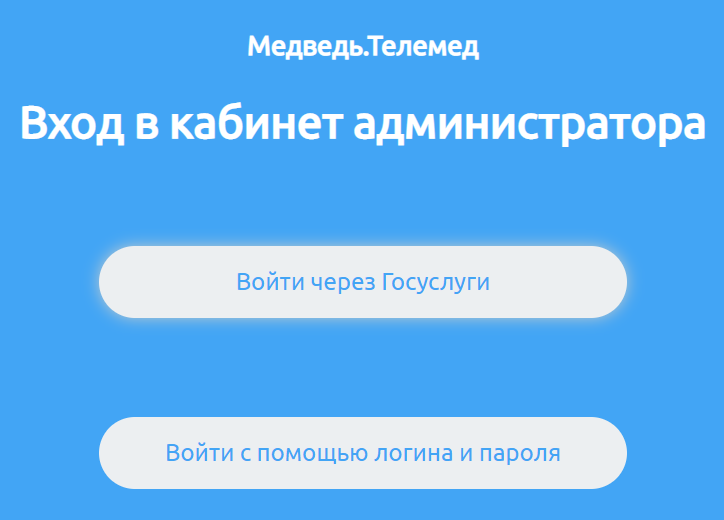 Медведь.Телемед
Вход в кабинет администратора
Войти через Госуслуги
Войти с помощью логина и пароля